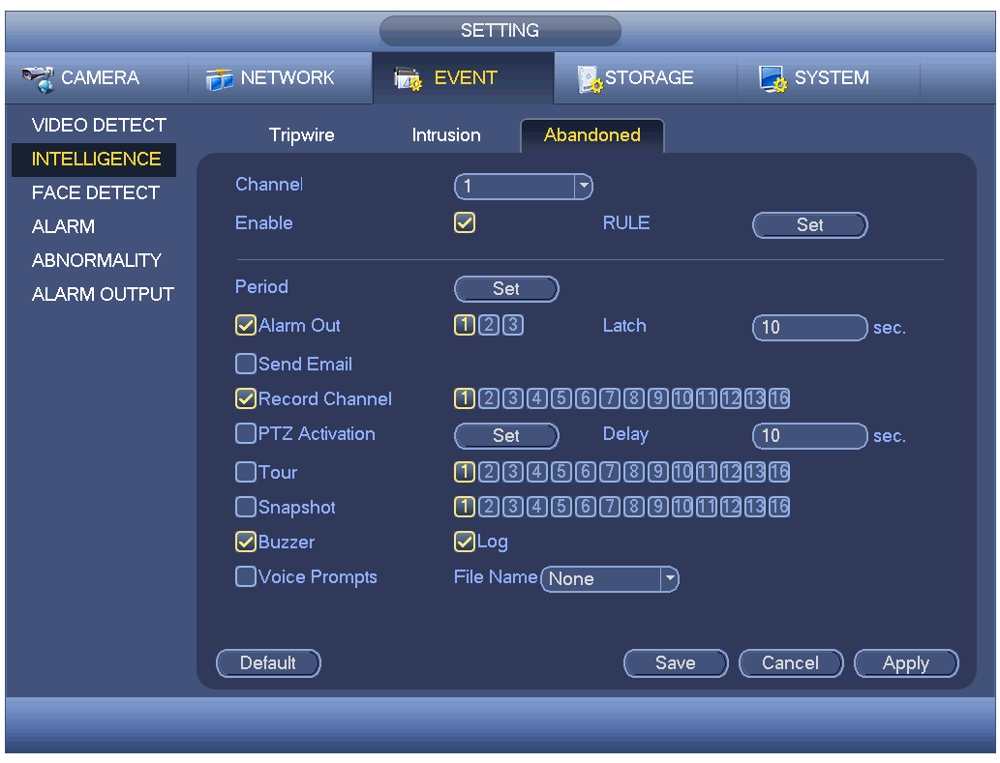 SETTING
CAMERA NETWORK EVENT STORAGE SYSTEM
VIDEO DETECT
INTELLIGENCE
FACE DETECT
ALARM
ABNORMALITY
ALARM OUTPUT
Tripwire Intrusion Abandoned
Channel 1
Enable RULE Set
Period Set
Alarm Out 1 2 3 Latch 10 sec.
Send Email
Record Channel 1 2 3 4 5 6 7 8 9 10 11 12 13 16
PTZ Activation Set Delay 10 sec.
Tour 1 2 3 4 5 6 7 8 9 10 11 12 13 16
Snapshot 1 2 3 4 5 6 7 8 9 10 11 12 13 16
Buzzer Log
Voice Prompts File Name None
Default Save Cancel Apply